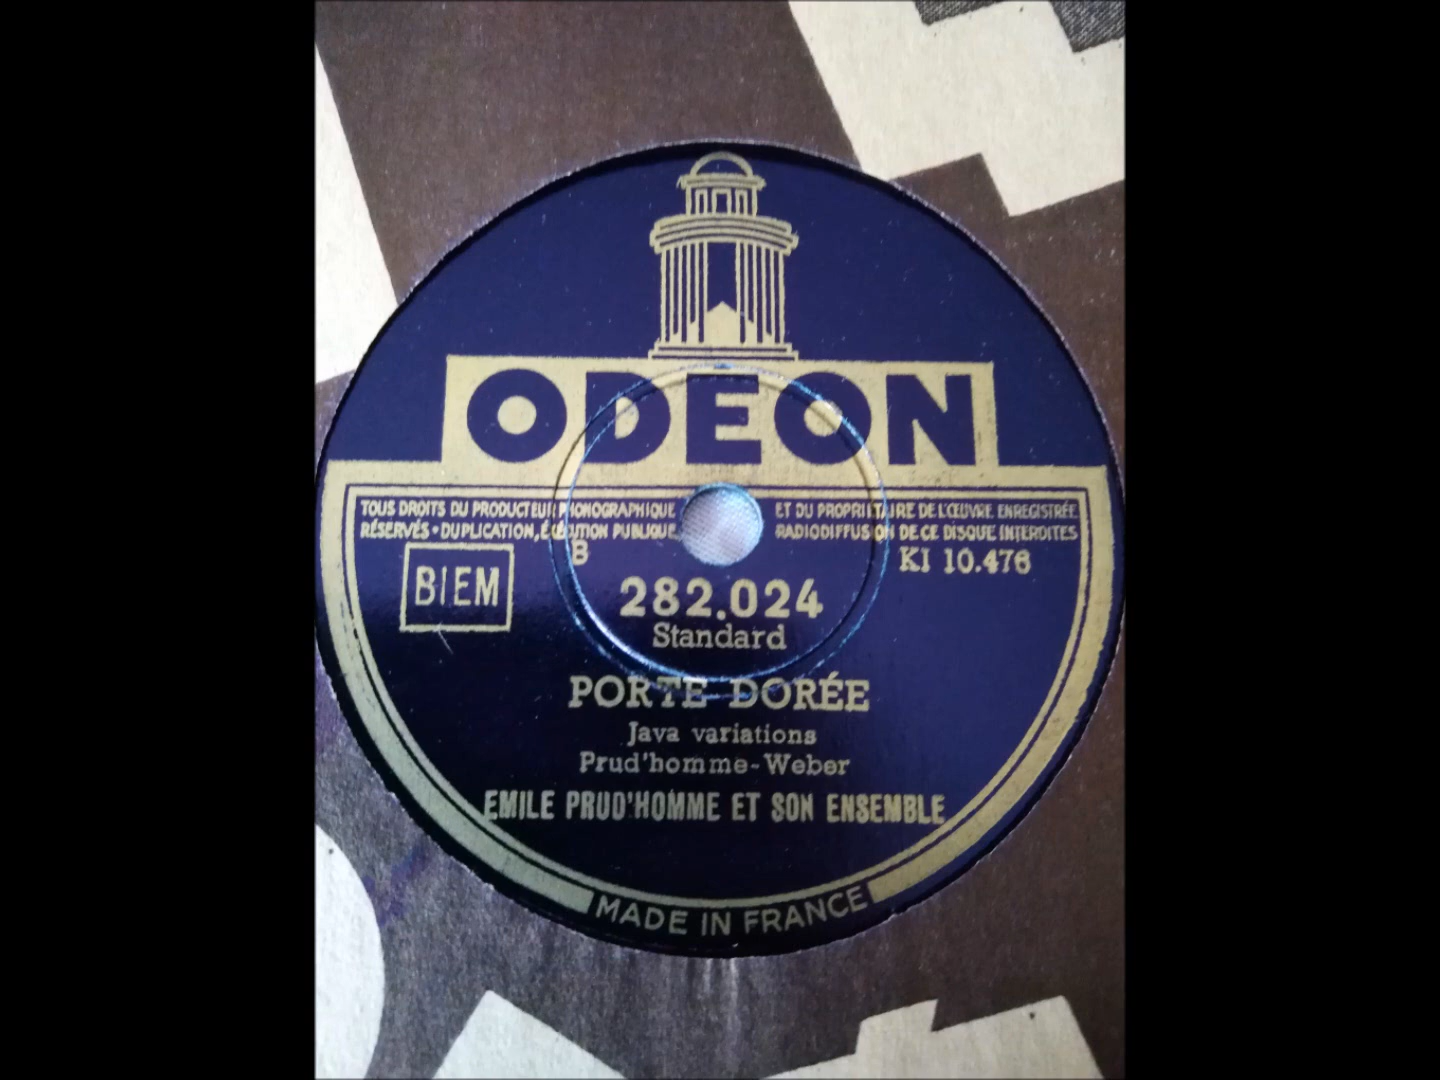 ODEON
TOUS DROITS DU PRODUCTEUR PHONOGRAPHIQUE ET DU PROPRIÉTAIRE DE L'ŒUVRE ENREGISTRÉE
RÉSERVÉS • DUPLICATION, EXÉCUTION PUBLIQUE RADIODIFFUSION DE CE DISQUE INTERDITES
BIEM
B
KI 10.476
282.024
Standard
PORTE DORÉE
Java variations
Prud'homme-Weber
EMILE PRUD'HOMME ET SON ENSEMBLE
MADE IN FRANCE